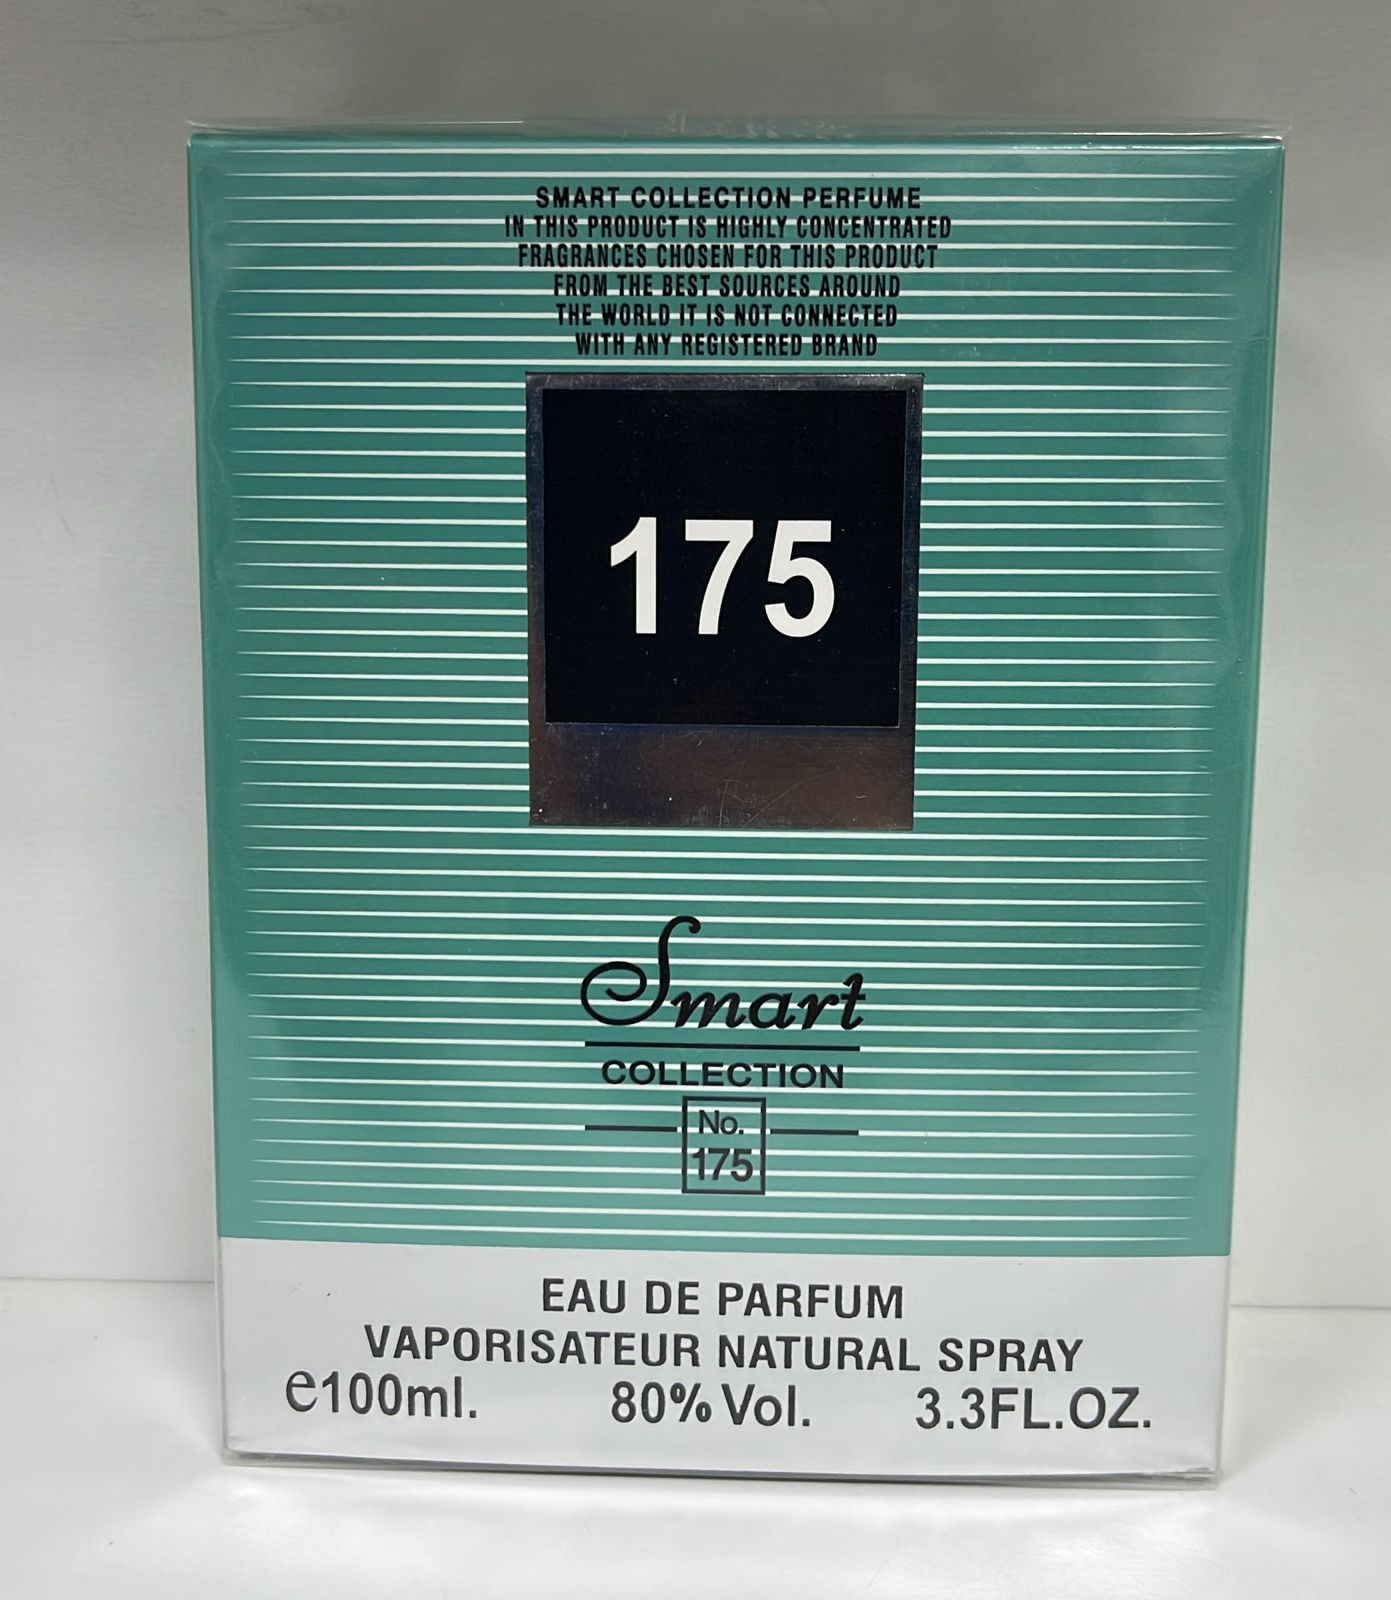 SMART COLLECTION PERFUME
IN THIS PRODUCT IS HIGHLY CONCENTRATED
FRAGRANCES CHOSEN FOR THIS PRODUCT
FROM THE BEST SOURCES AROUND
THE WORLD IT IS NOT CONNECTED
WITH ANY REGISTERED BRAND
175
Smart
COLLECTION
No.
175
EAU DE PARFUM
VAPORISATEUR NATURAL SPRAY
e100ml. 80% Vol. 3.3FL.OZ.